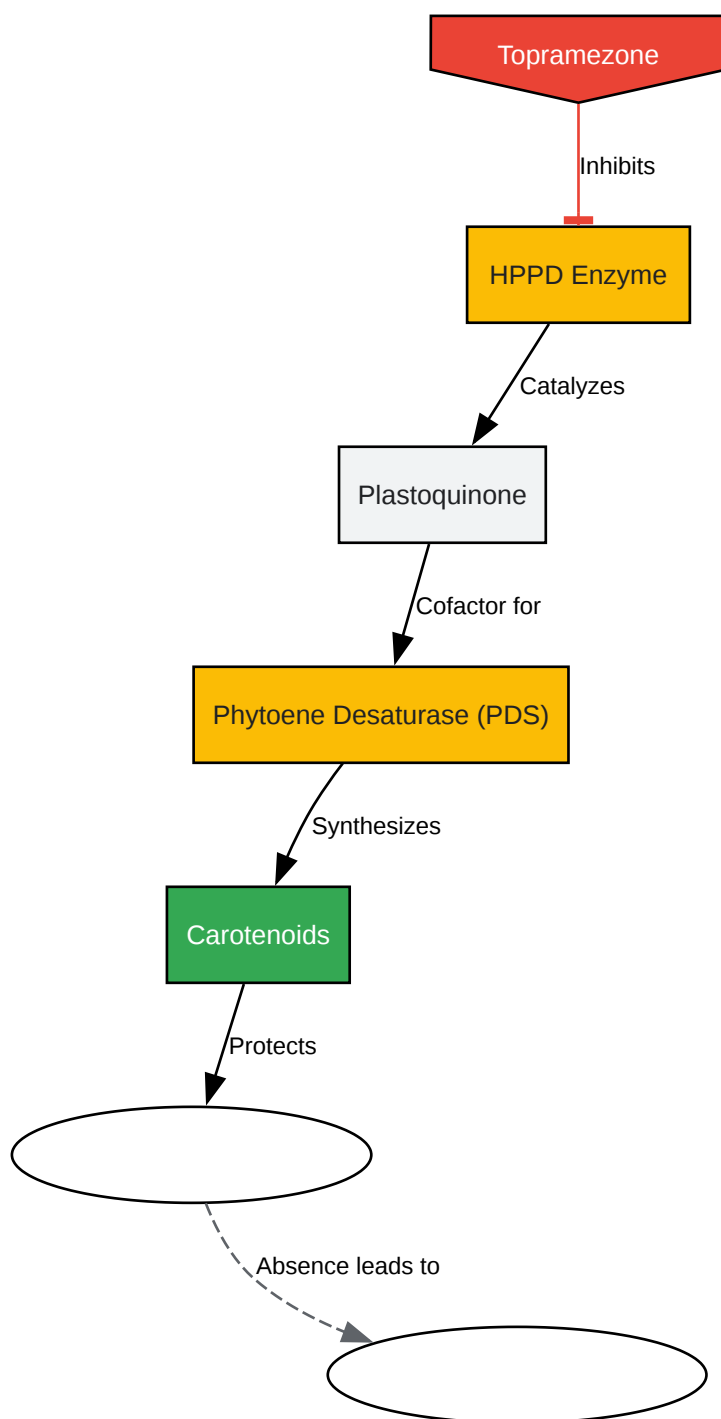 Topramezone
Inhibits
HPPD Enzyme
Catalyzes
Plastoquinone
Cofactor for
Phytoene Desaturase (PDS)
Synthesizes
Carotenoids
Protects
Absence leads to